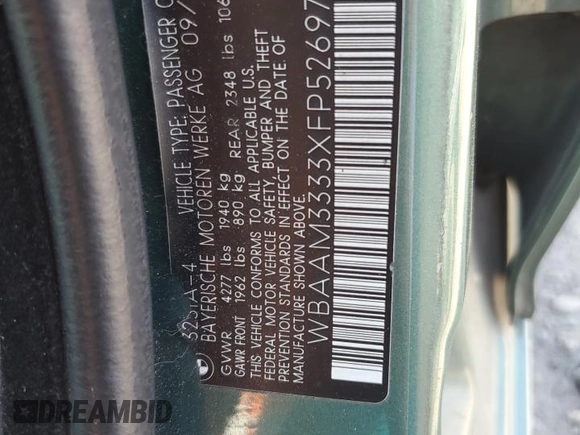 VEHICLE TYPE: PASSENGER
BAYERISCHE MOTOREN WERKE AG 09/
GVWR 4277 lbs 1940 kg
GAWR FRONT 1962 lbs 890 kg REAR 2348 lbs 106
THIS VEHICLE CONFORMS TO ALL APPLICABLE U.S.
FEDERAL MOTOR VEHICLE SAFETY, BUMPER AND THEFT
PREVENTION STANDARDS IN EFFECT ON THE DATE OF
MANUFACTURE SHOWN ABOVE.
WBAAM3333XFP52697
DREAMBID